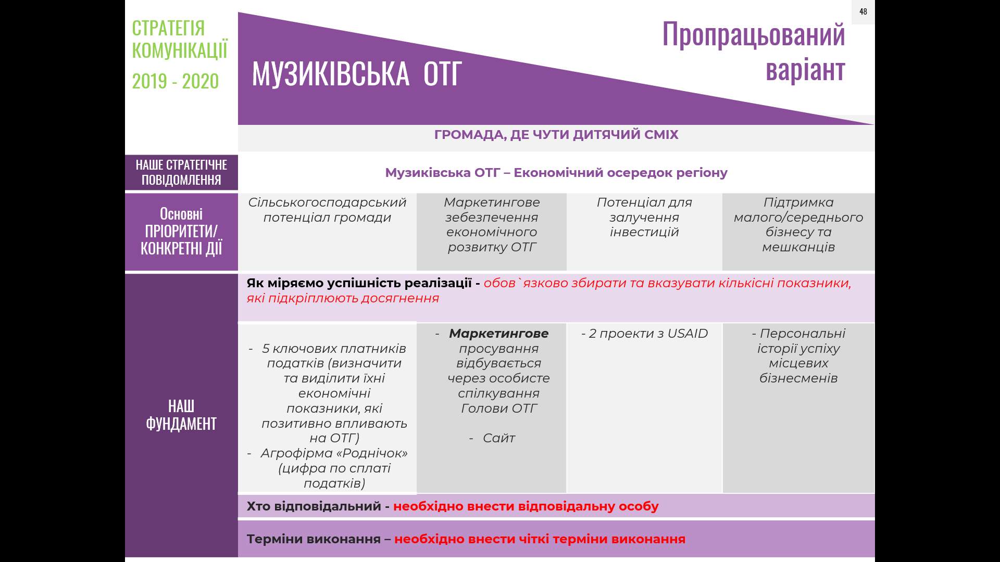 48
СТРАТЕГІЯ
КОМУНІКАЦІЇ
2019 - 2020
МУЗИКІВСЬКА ОТГ
Пропрацьований
варіант
ГРОМАДА, ДЕ ЧУТИ ДИТЯЧИЙ СМІХ
НАШЕ СТРАТЕГІЧНЕ
ПОВІДОМЛЕННЯ
Музиківська ОТГ – Економічний осередок регіону
Основні
ПРІОРИТЕТИ/
КОНКРЕТНІ ДІЇ
Сільськогосподарський
потенціал громади
Маркетингове
зебезпечення
економічного
розвитку ОТГ
Потенціал для
залучення
інвестицій
Підтримка
малого/середнього
бізнесу та
мешканців
НАШ
ФУНДАМЕНТ
Як міряємо успішність реалізації - обов`язково збирати та вказувати кількісні показники,
які підкріплюють досягнення
- 5 ключових платників
податків (визначити
та виділити їхні
економічні
показники, які
позитивно впливають
на ОТГ)
- Агрофірма «Роднічок»
(цифра по сплаті
податків)
- Маркетингове
просування
відбувається
через особисте
спілкування
Голови ОТГ
- Сайт
- 2 проекти з USAID
- Персональні
історії успіху
місцевих
бізнесменів
Хто відповідальний - необхідно внести відповідальну особу
Терміни виконання – необхідно внести чіткі терміни виконання